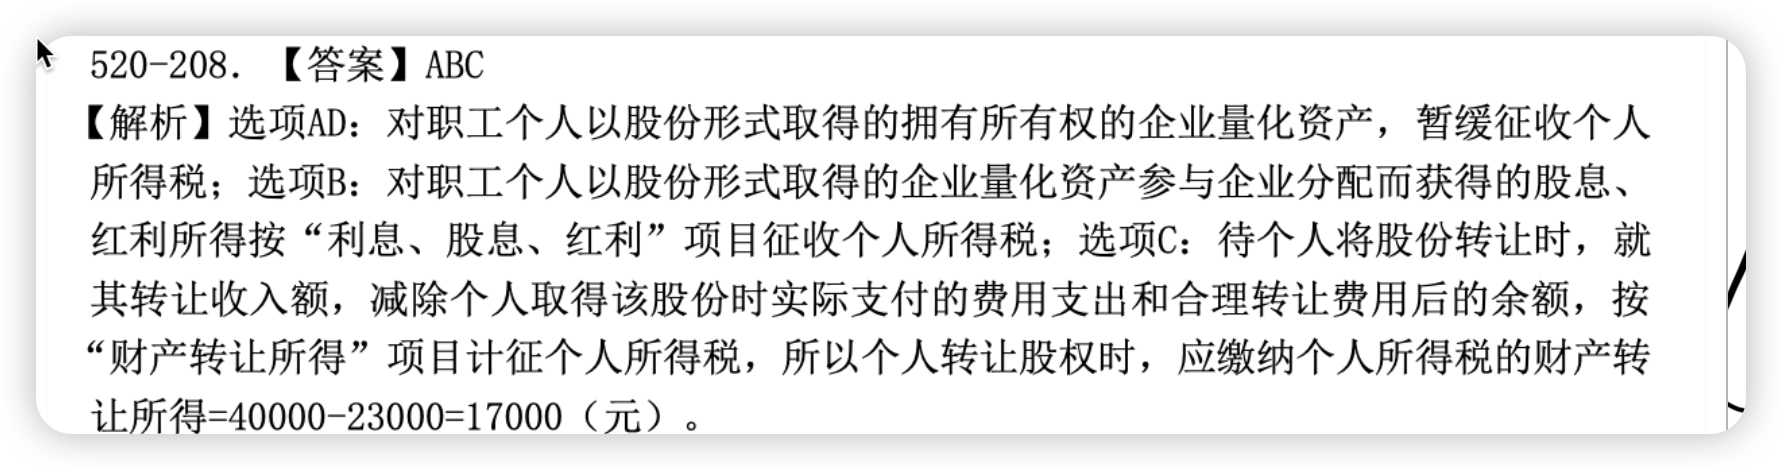 520-208. 【答案】ABC
【解析】选项AD：对职工个人以股份形式取得的拥有所有权的企业量化资产，暂缓征收个人
所得税；选项B：对职工个人以股份形式取得的企业量化资产参与企业分配而获得的股息、
红利所得按“利息、股息、红利”项目征收个人所得税；选项C：待个人将股份转让时，就
其转让收入额，减除个人取得该股份时实际支付的费用支出和合理转让费用后的余额，按
“财产转让所得”项目计征个人所得税，所以个人转让股权时，应缴纳个人所得税的财产转
让所得=40000-23000=17000（元）。